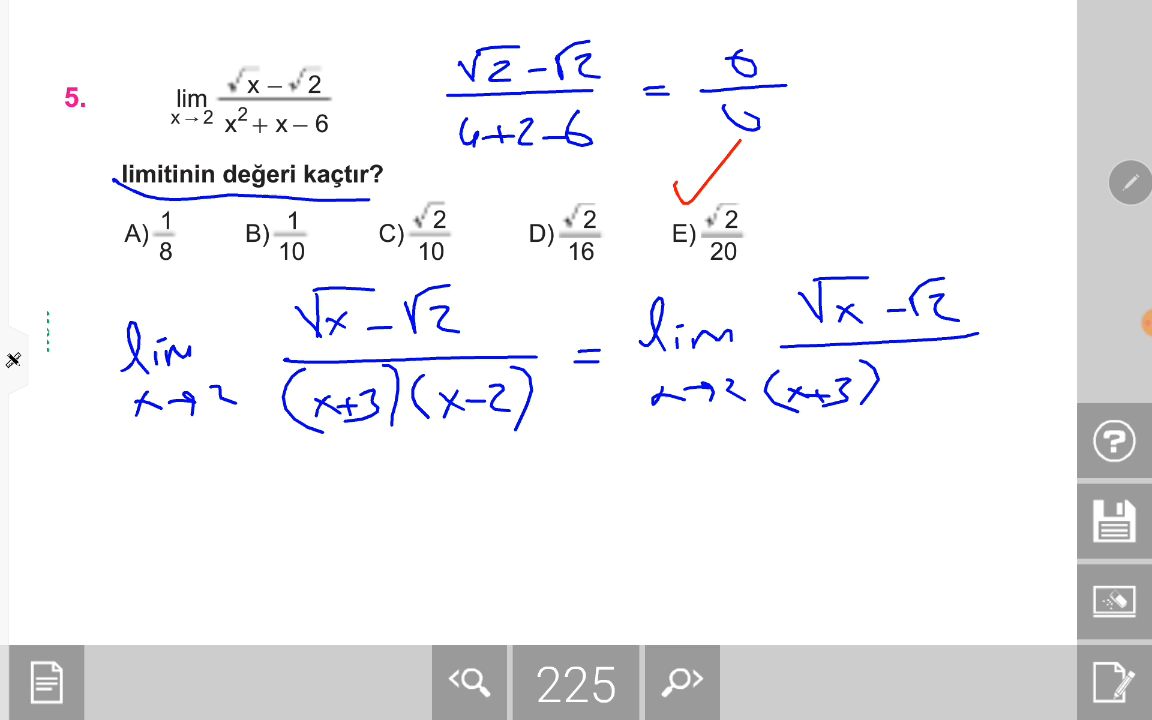 5. lim x→2 (√x − √2)/(x² + x − 6)
(√2 − √2)/(4+2−6) = 0/0
limitinin değeri kaçtır?
A) 1/8 B) 1/10 C) √2/10 D) √2/16 E) √2/20
lim x→2 (√x − √2)/((x+3)(x−2)) = lim x→2 (√x − √2)/(x+3)
225